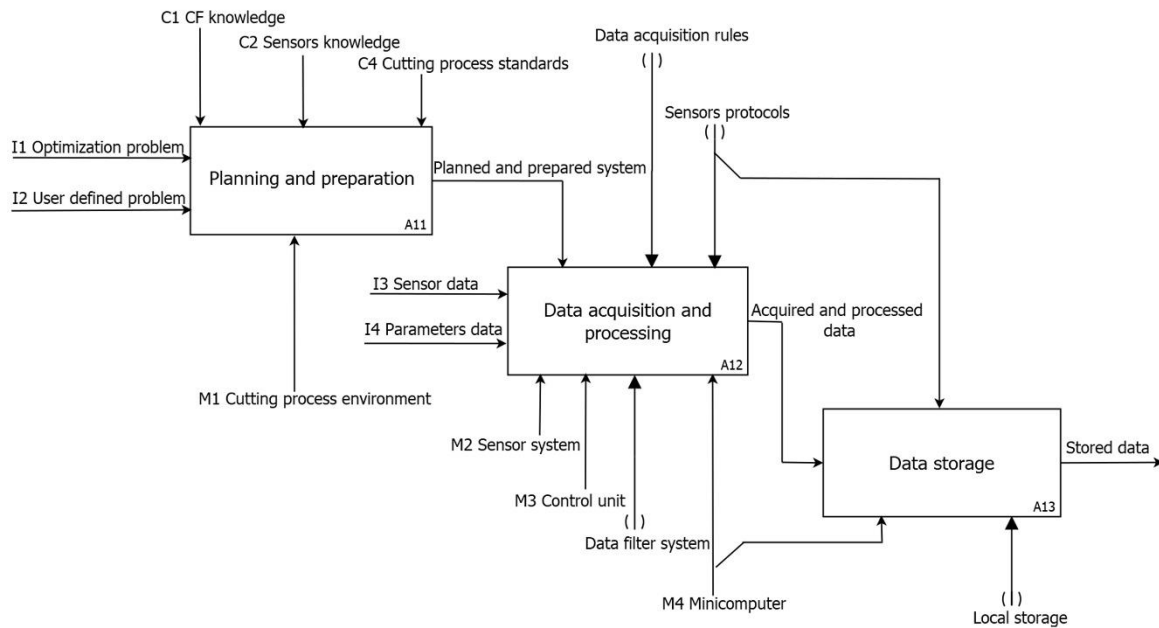 C1 CF knowledge
C2 Sensors knowledge
C4 Cutting process standards
Data acquisition rules
( )
Sensors protocols
( )
I1 Optimization problem
I2 User defined problem
Planning and preparation
A11
Planned and prepared system
M1 Cutting process environment
I3 Sensor data
I4 Parameters data
Data acquisition and
processing
A12
Acquired and processed
data
M2 Sensor system
M3 Control unit
( )
Data filter system
M4 Minicomputer
Data storage
A13
Stored data
( )
Local storage